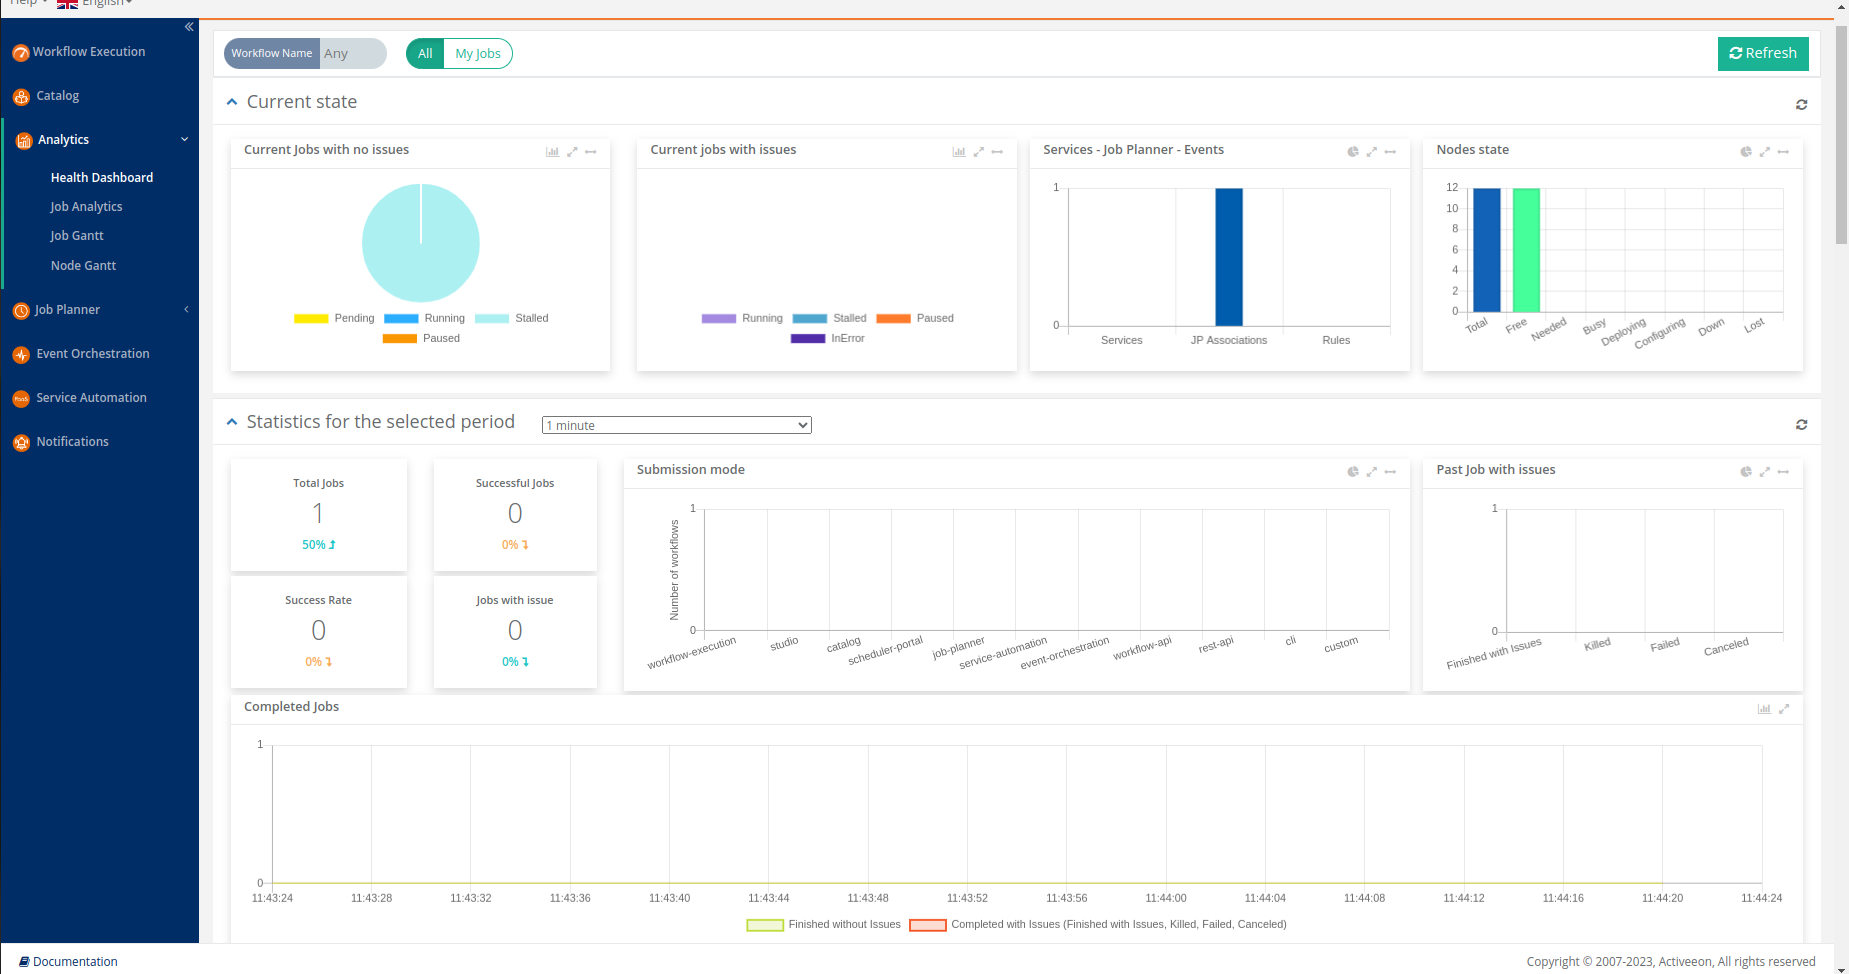 Help English
Workflow Execution
Catalog
Analytics
Health Dashboard
Job Analytics
Job Gantt
Node Gantt
Job Planner
Event Orchestration
Service Automation
Notifications
Workflow Name Any All My Jobs Refresh
Current state
Current Jobs with no issues
Pending Running Stalled
Paused
Current jobs with issues
Running Stalled Paused
InError
Services - Job Planner - Events
1
0
Services JP Associations Rules
Nodes state
12
10
8
6
4
2
0
Total Free Needed Busy Deploying Configuring Down Lost
Statistics for the selected period 1 minute
Total Jobs
1
50%
Successful Jobs
0
0%
Success Rate
0
0%
Jobs with issue
0
0%
Submission mode
Number of workflows
1
0
workflow-execution studio catalog scheduler-portal job-planner service-automation event-orchestration workflow-api rest-api cli custom
Past Job with issues
1
0
Finished with Issues Killed Failed Canceled
Completed Jobs
1
0
11:43:24 11:43:28 11:43:32 11:43:36 11:43:40 11:43:44 11:43:48 11:43:52 11:43:56 11:44:00 11:44:04 11:44:08 11:44:12 11:44:16 11:44:20 11:44:24
Finished without Issues Completed with Issues (Finished with Issues, Killed, Failed, Canceled)
Documentation
Copyright © 2007-2023, Activeeon, All rights reserved